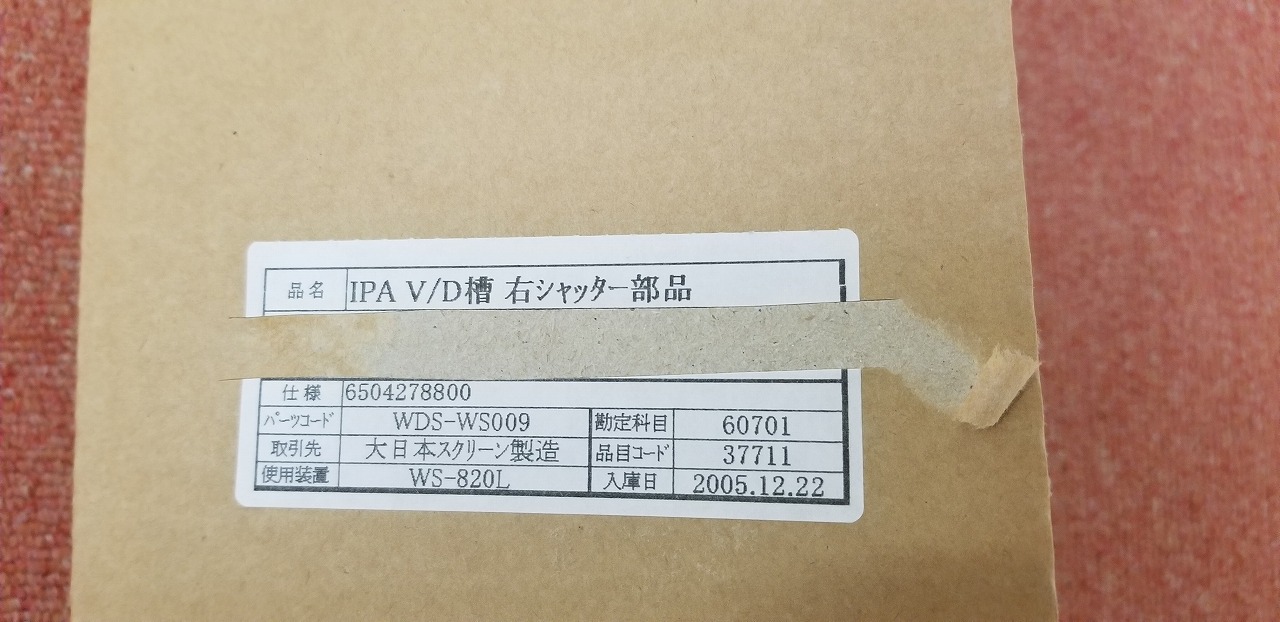 品名 IPA V/D槽 右シャッター部品
仕様 6504278800
パーツコード WDS-WS009 勘定科目 60701
取引先 大日本スクリーン製造 品目コード 37711
使用装置 WS-820L 入庫日 2005.12.22